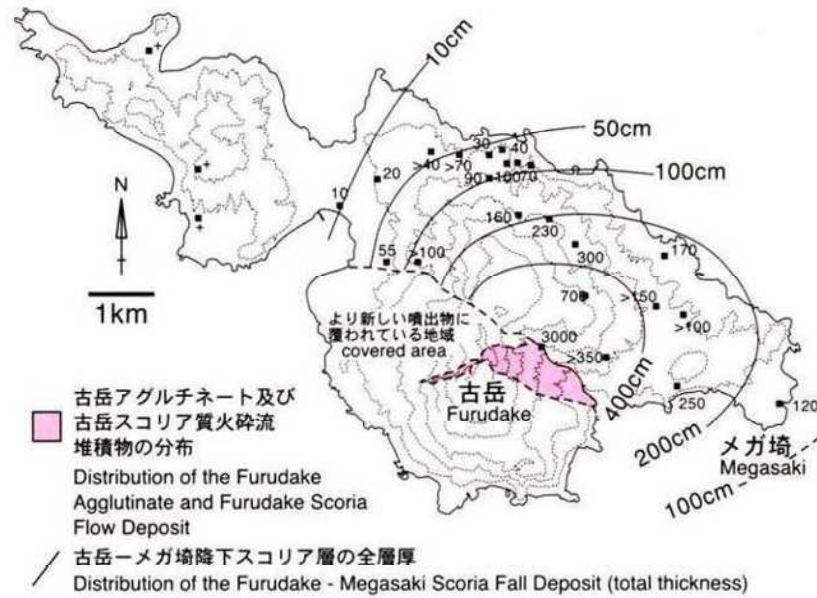 10cm
50cm
30
40
>40
>70
90
100
70
20
100cm
10
160
230
170
55
>100
300
N
700
>150
>100
1km
より新しい噴出物に
覆われている地域
covered area
3000
>350
古岳
Furudake
400cm
250
120
200cm
メガ埼
Megasaki
100cm
古岳アグルチネート及び
古岳スコリア質火砕流
堆積物の分布
Distribution of the Furudake
Agglutinate and Furudake Scoria
Flow Deposit
古岳ーメガ埼降下スコリア層の全層厚
Distribution of the Furudake - Megasaki Scoria Fall Deposit (total thickness)